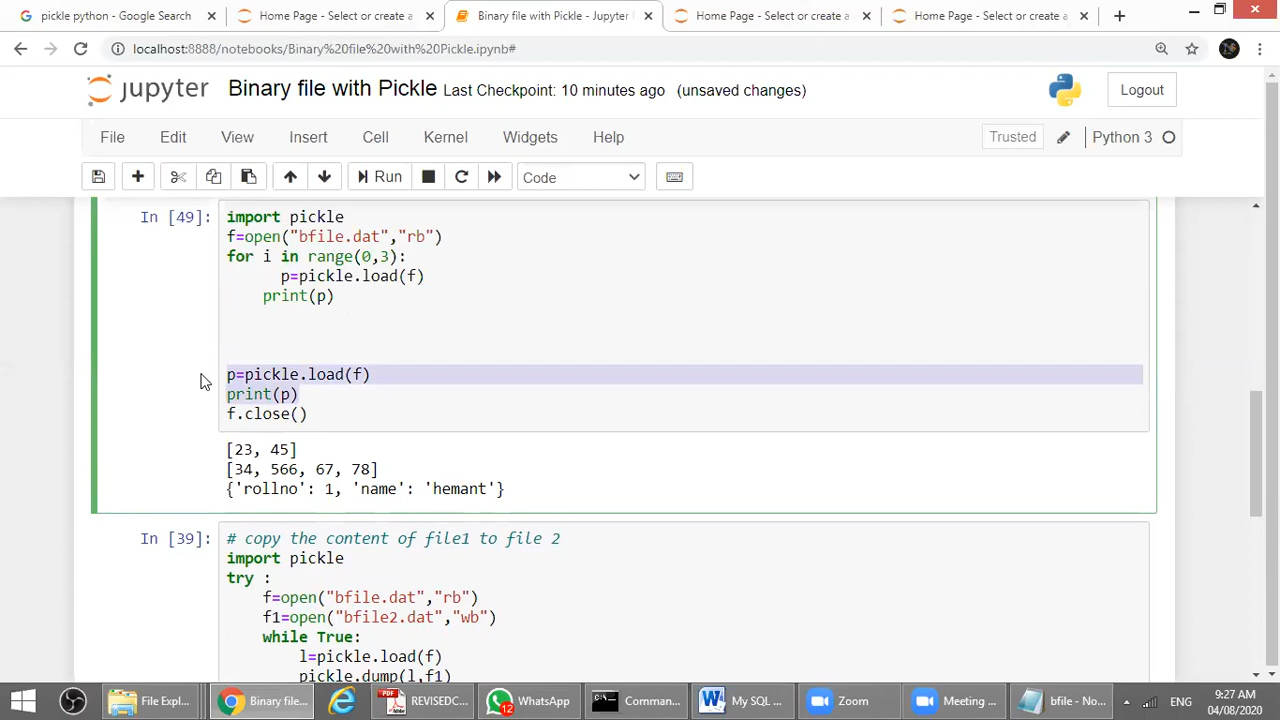 pickle python - Google Search
Home Page - Select or create a
Binary file with Pickle - Jupyter
Home Page - Select or create a
Home Page - Select or create a
localhost:8888/notebooks/Binary%20file%20with%20Pickle.ipynb#
jupyter Binary file with Pickle Last Checkpoint: 10 minutes ago (unsaved changes)
Logout
File Edit View Insert Cell Kernel Widgets Help
Trusted Python 3
Run Code
In [49]: import pickle
f=open("bfile.dat","rb")
for i in range(0,3):
p=pickle.load(f)
print(p)
p=pickle.load(f)
print(p)
f.close()
[23, 45]
[34, 566, 67, 78]
{'rollno': 1, 'name': 'hemant'}
In [39]: # copy the content of file1 to file 2
import pickle
try :
f=open("bfile.dat","rb")
f1=open("bfile2.dat","wb")
while True:
l=pickle.load(f)
pickle.dump(l,f1)
File Expl...
Binary file...
REVISEDC...
12
WhatsApp
Comman...
My SQL ...
Zoom
Meeting ...
bfile - No...
ENG
9:27 AM
04/08/2020